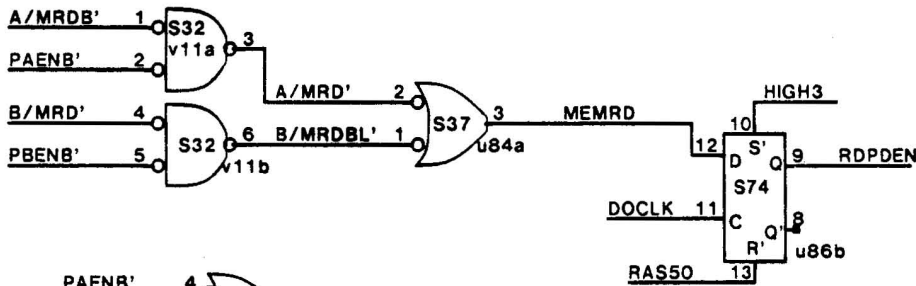 A/MRDB' 1 S32 3
v11a
PAENB' 2
A/MRD' 2
B/MRD' 4
S32 6 B/MRDBL' 1 S37 3 MEMRD
u84a
PBENB' 5 v11b
HIGH3
10
12 D S' Q 9 RDPDEN
S74
DOCLK 11 C Q' 8
R' u86b
RAS50 13
PAENB' 4